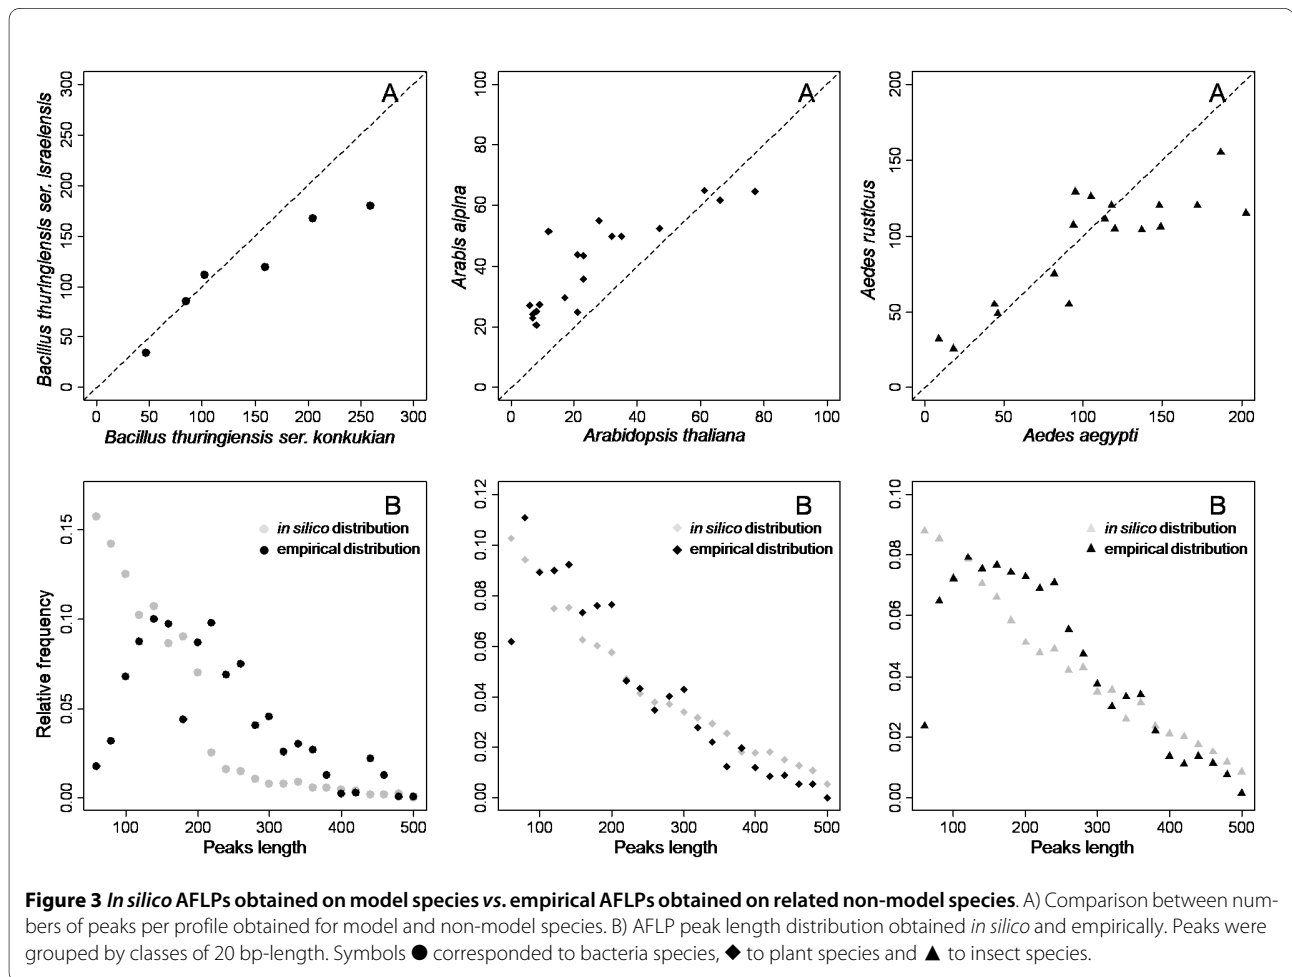 A
Bacillus thuringiensis ser. israelensis
0 50 100 150 200 250 300
0 50 100 150 200 250 300
Bacillus thuringiensis ser. konkukian
A
Arabis alpina
0 20 40 60 80 100
0 20 40 60 80 100
Arabidopsis thaliana
A
Aedes rusticus
0 50 100 150 200
0 50 100 150 200
Aedes aegypti
B
in silico distribution
empirical distribution
Relative frequency
0.00 0.05 0.10 0.15
100 200 300 400 500
Peaks length
B
in silico distribution
empirical distribution
0.00 0.02 0.04 0.06 0.08 0.10 0.12
100 200 300 400 500
Peaks length
B
in silico distribution
empirical distribution
0.00 0.02 0.04 0.06 0.08 0.10
100 200 300 400 500
Peaks length
Figure 3 In silico AFLPs obtained on model species vs. empirical AFLPs obtained on related non-model species. A) Comparison between num-
bers of peaks per profile obtained for model and non-model species. B) AFLP peak length distribution obtained in silico and empirically. Peaks were
grouped by classes of 20 bp-length. Symbols ● corresponded to bacteria species, ◆ to plant species and ▲ to insect species.